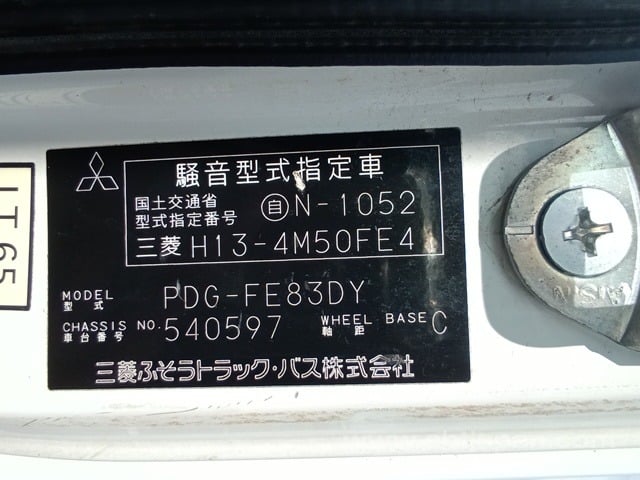 騒音型式指定車
国土交通省
型式指定番号 自N-1052
三菱 H13-4M50FE4
MODEL
型式 PDG-FE83DY
CHASSIS NO.
車台番号 540597 WHEEL BASE
軸距 C
三菱ふそうトラック・バス株式会社
LT65